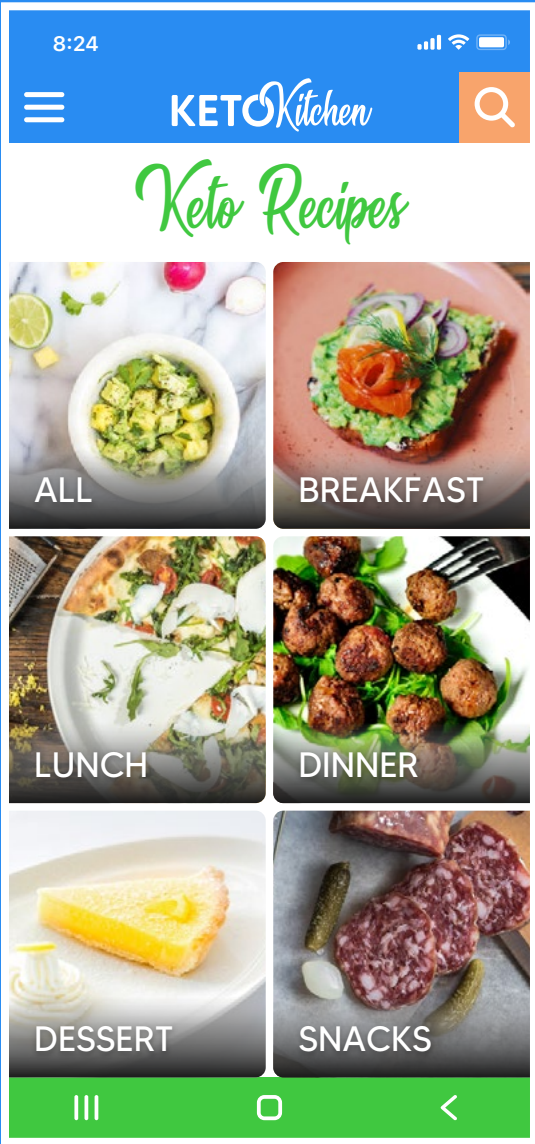 8:24
KETOKitchen
Keto Recipes
ALL
BREAKFAST
LUNCH
DINNER
DESSERT
SNACKS